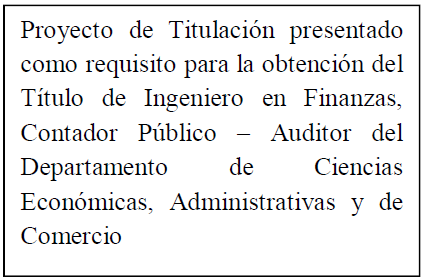 Proyecto de Titulación presentado
como requisito para la obtención del
Título de Ingeniero en Finanzas,
Contador Público – Auditor del
Departamento de Ciencias
Económicas, Administrativas y de
Comercio